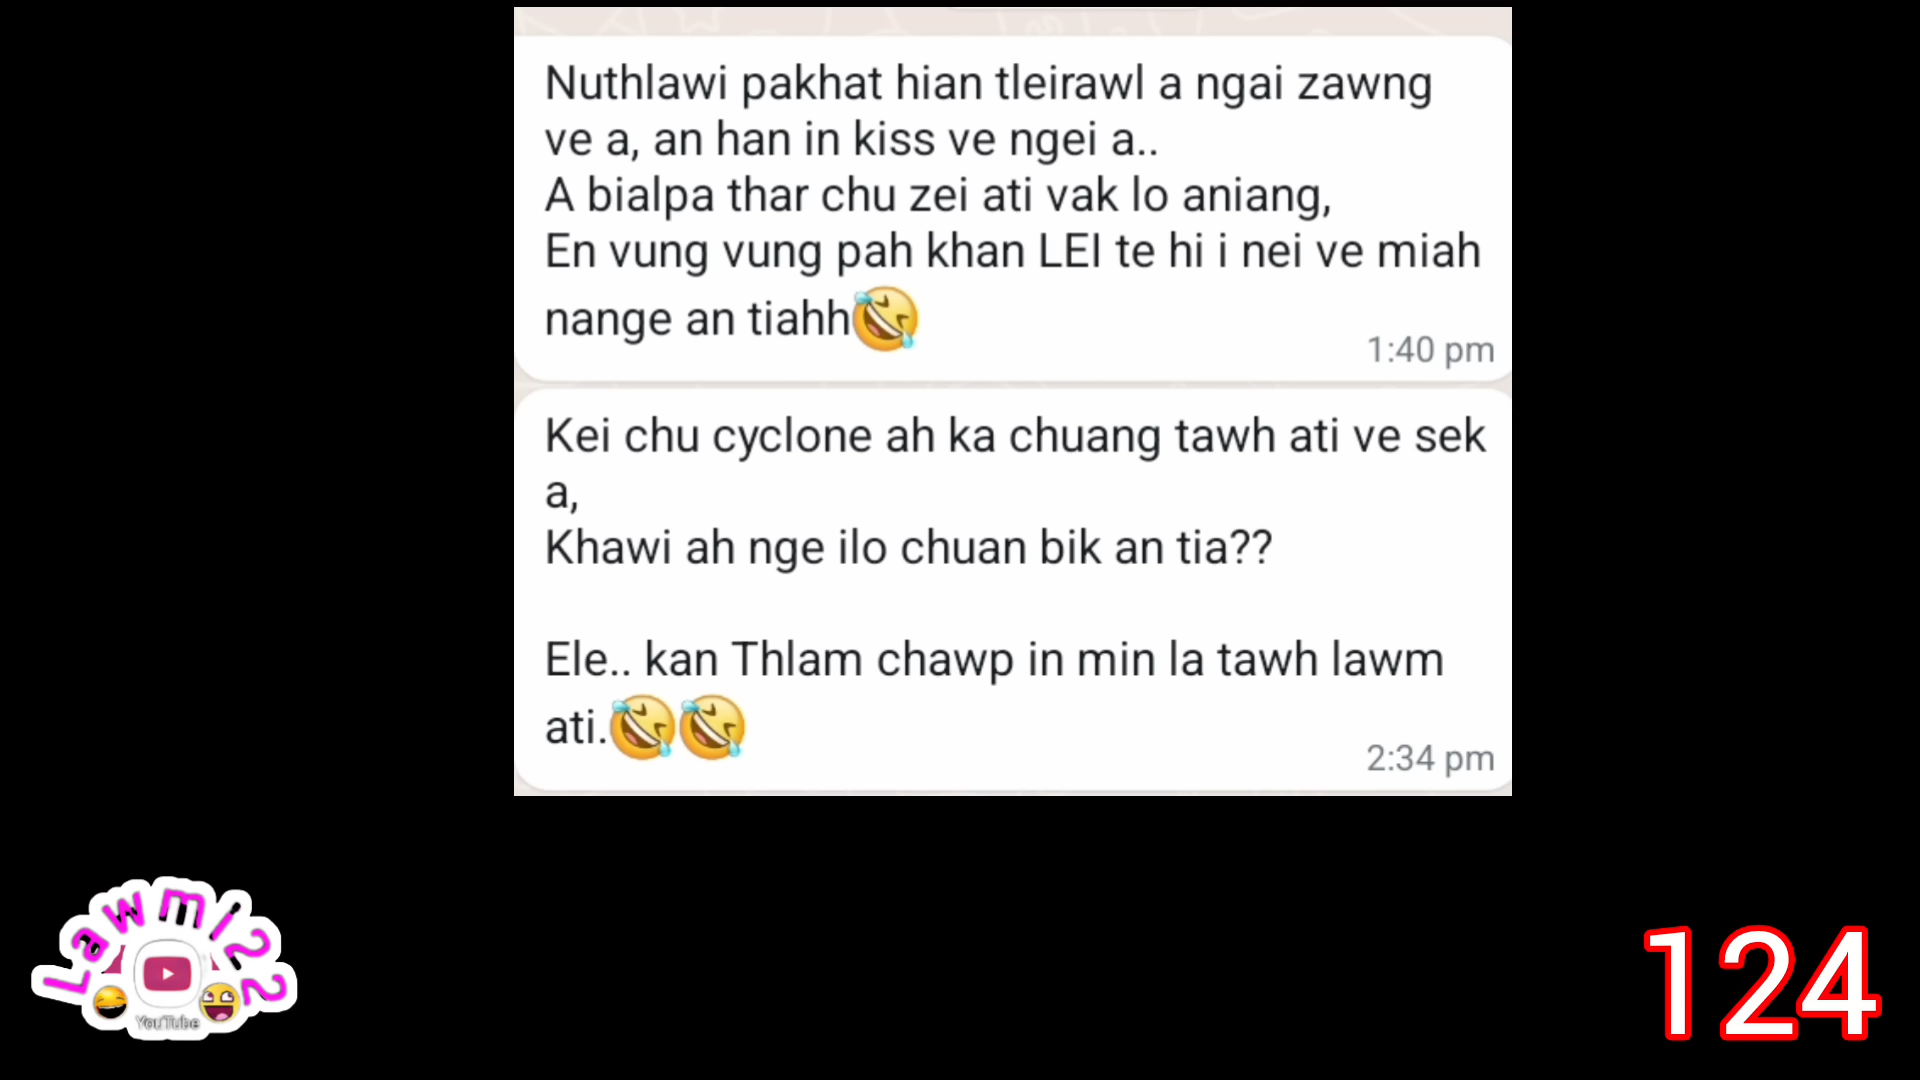 Nuthlawi pakhat hian tleirawl a ngai zawng
ve a, an han in kiss ve ngei a..
A bialpa thar chu zei ati vak lo aniang,
En vung vung pah khan LEI te hi i nei ve miah
nange an tiahh🤣
1:40 pm
Kei chu cyclone ah ka chuang tawh ati ve sek
a,
Khawi ah nge ilo chuan bik an tia??
Ele.. kan Thlam chawp in min la tawh lawm
ati.🤣🤣
2:34 pm
Lawmi22
YouTube
124